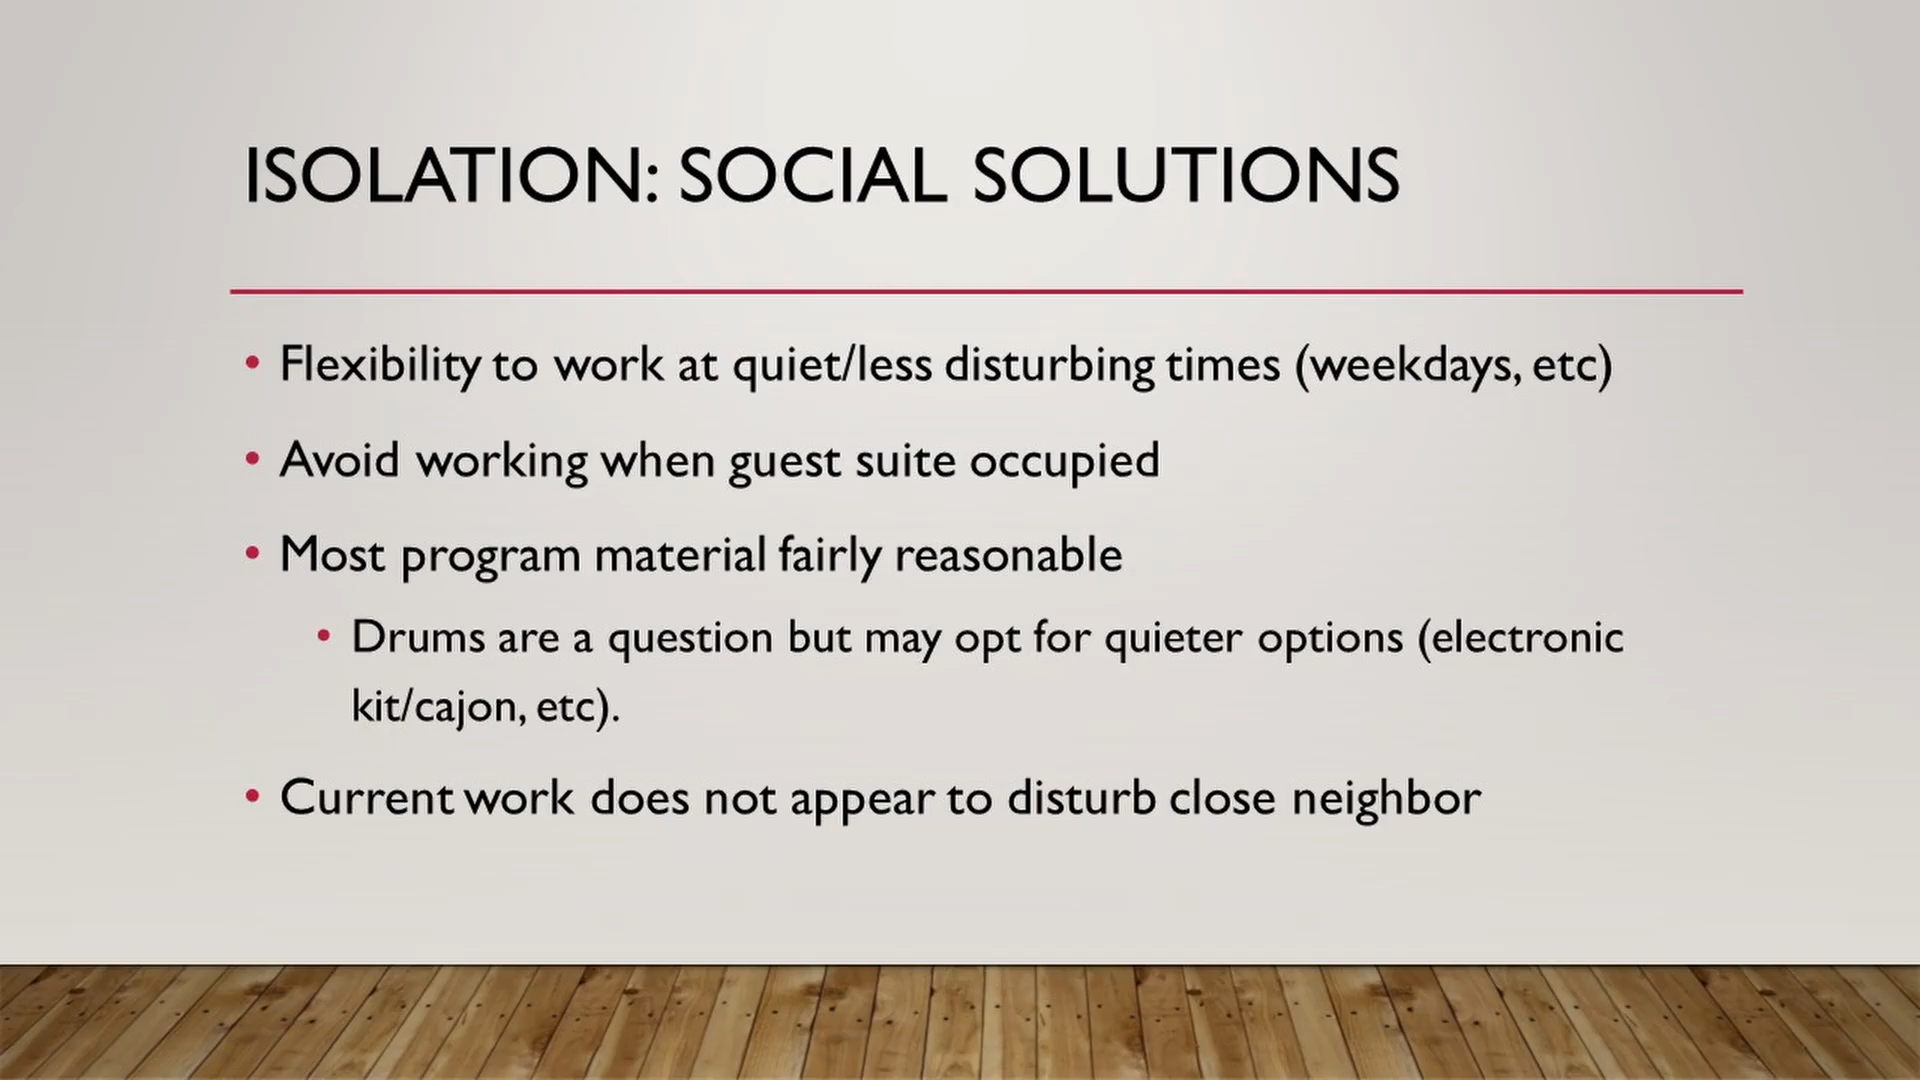 ISOLATION: SOCIAL SOLUTIONS
• Flexibility to work at quiet/less disturbing times (weekdays, etc)
• Avoid working when guest suite occupied
• Most program material fairly reasonable
• Drums are a question but may opt for quieter options (electronic
kit/cajon, etc).
• Current work does not appear to disturb close neighbor